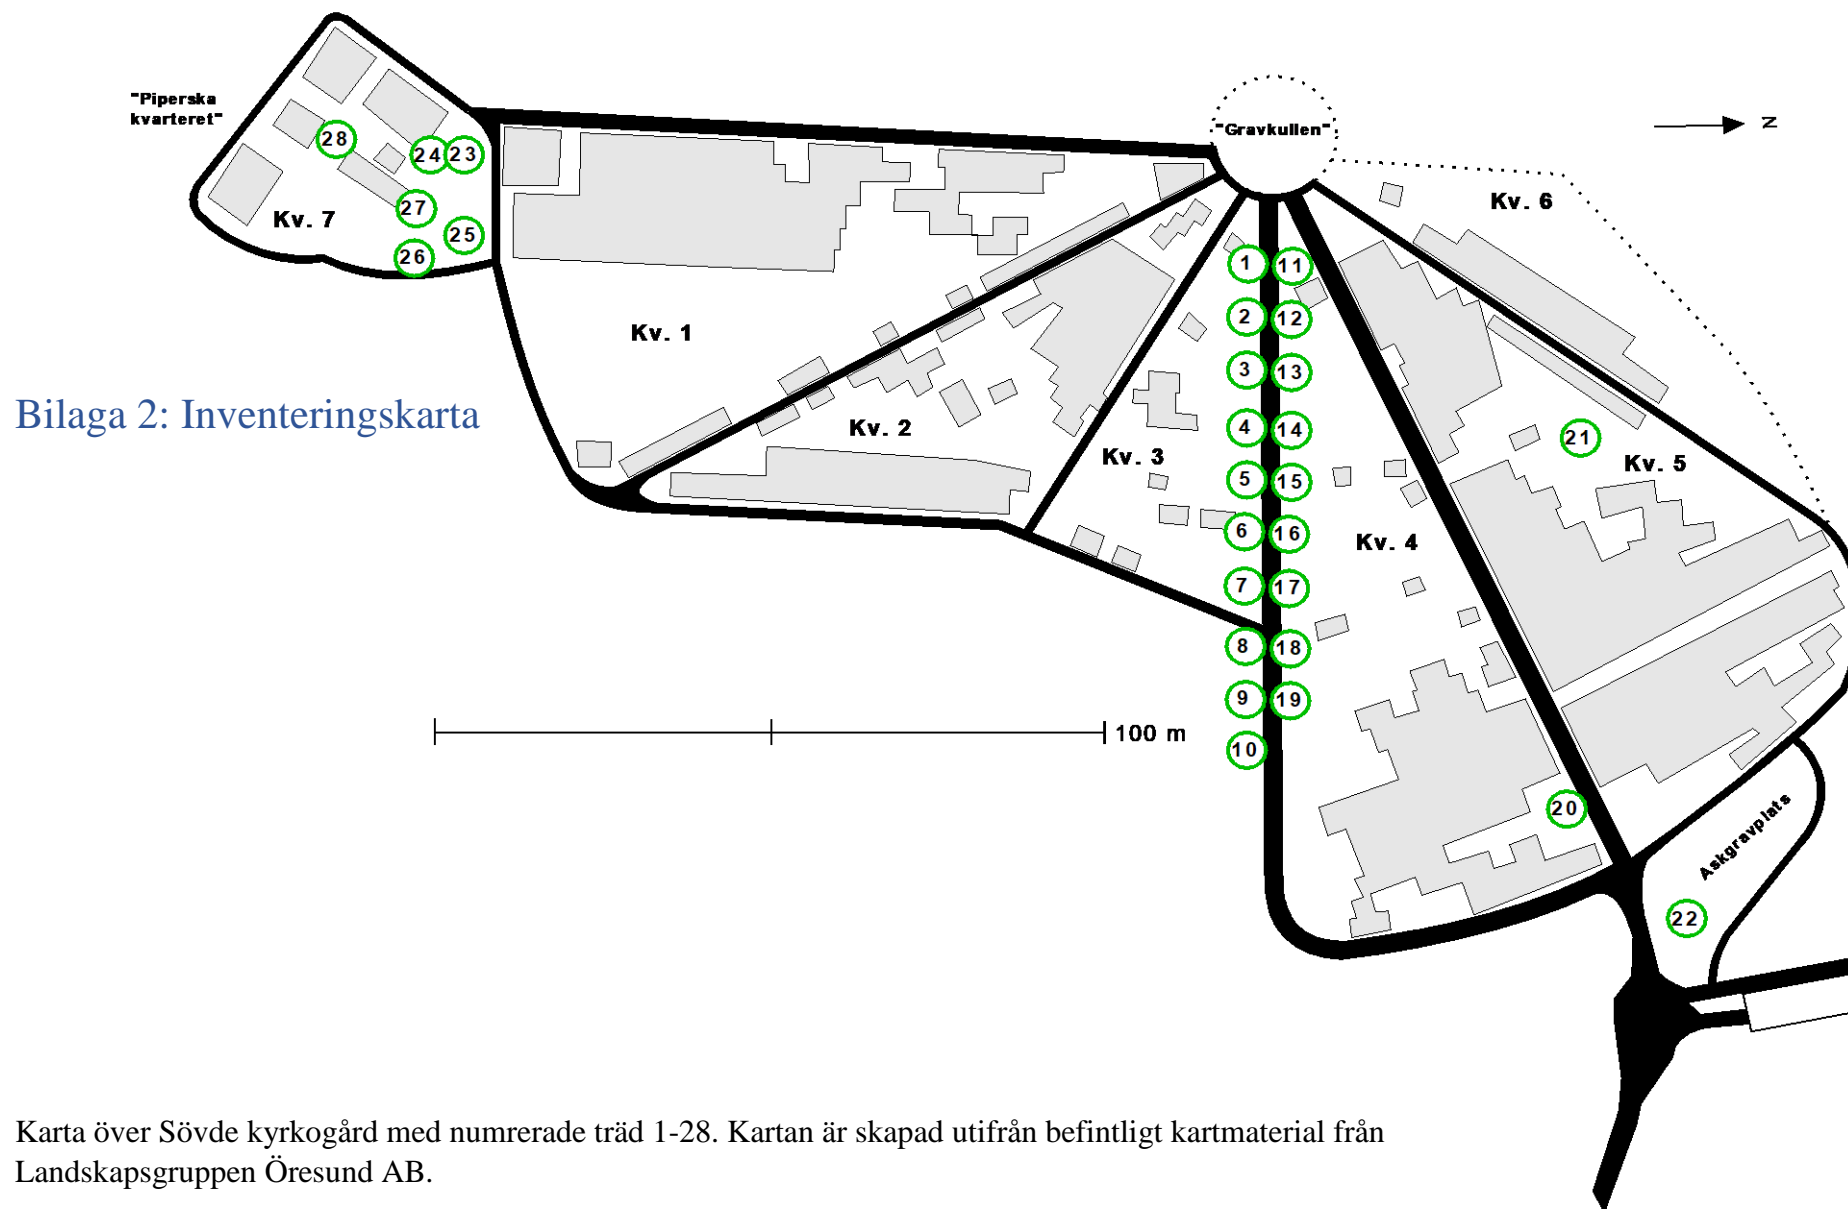 "Piperska
kvarteret"
"Gravkullen"
N
28
24
23
27
25
26
Kv. 7
Kv. 6
Kv. 1
1
11
2
12
3
13
4
14
5
15
6
16
7
17
8
18
9
19
10
Kv. 2
Kv. 3
Kv. 4
21
Kv. 5
Bilaga 2: Inventeringskarta
100 m
20
Askgravplats
22
Karta över Sövde kyrkogård med numrerade träd 1-28. Kartan är skapad utifrån befintligt kartmaterial från
Landskapsgruppen Öresund AB.